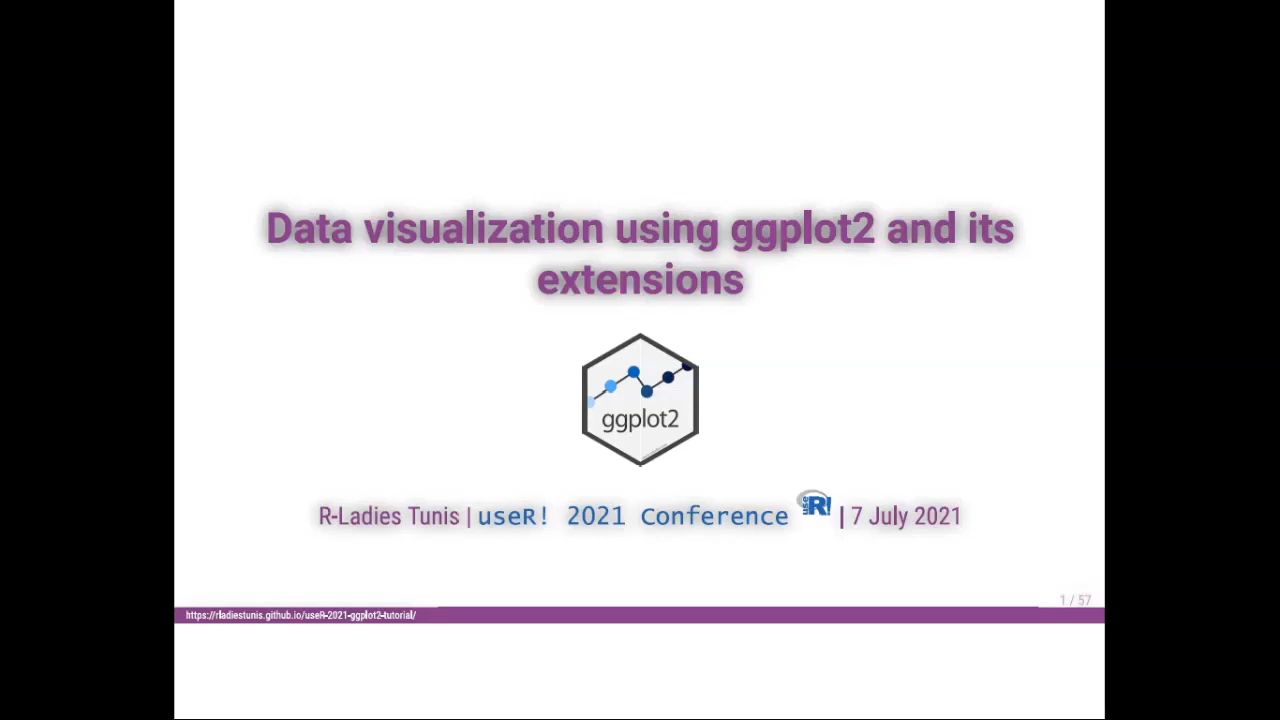 Data visualization using ggplot2 and its
extensions
ggplot2
R-Ladies Tunis | useR! 2021 Conference useR! | 7 July 2021
1 / 57
https://rladiestunis.github.io/useR-2021-ggplot2-tutorial/